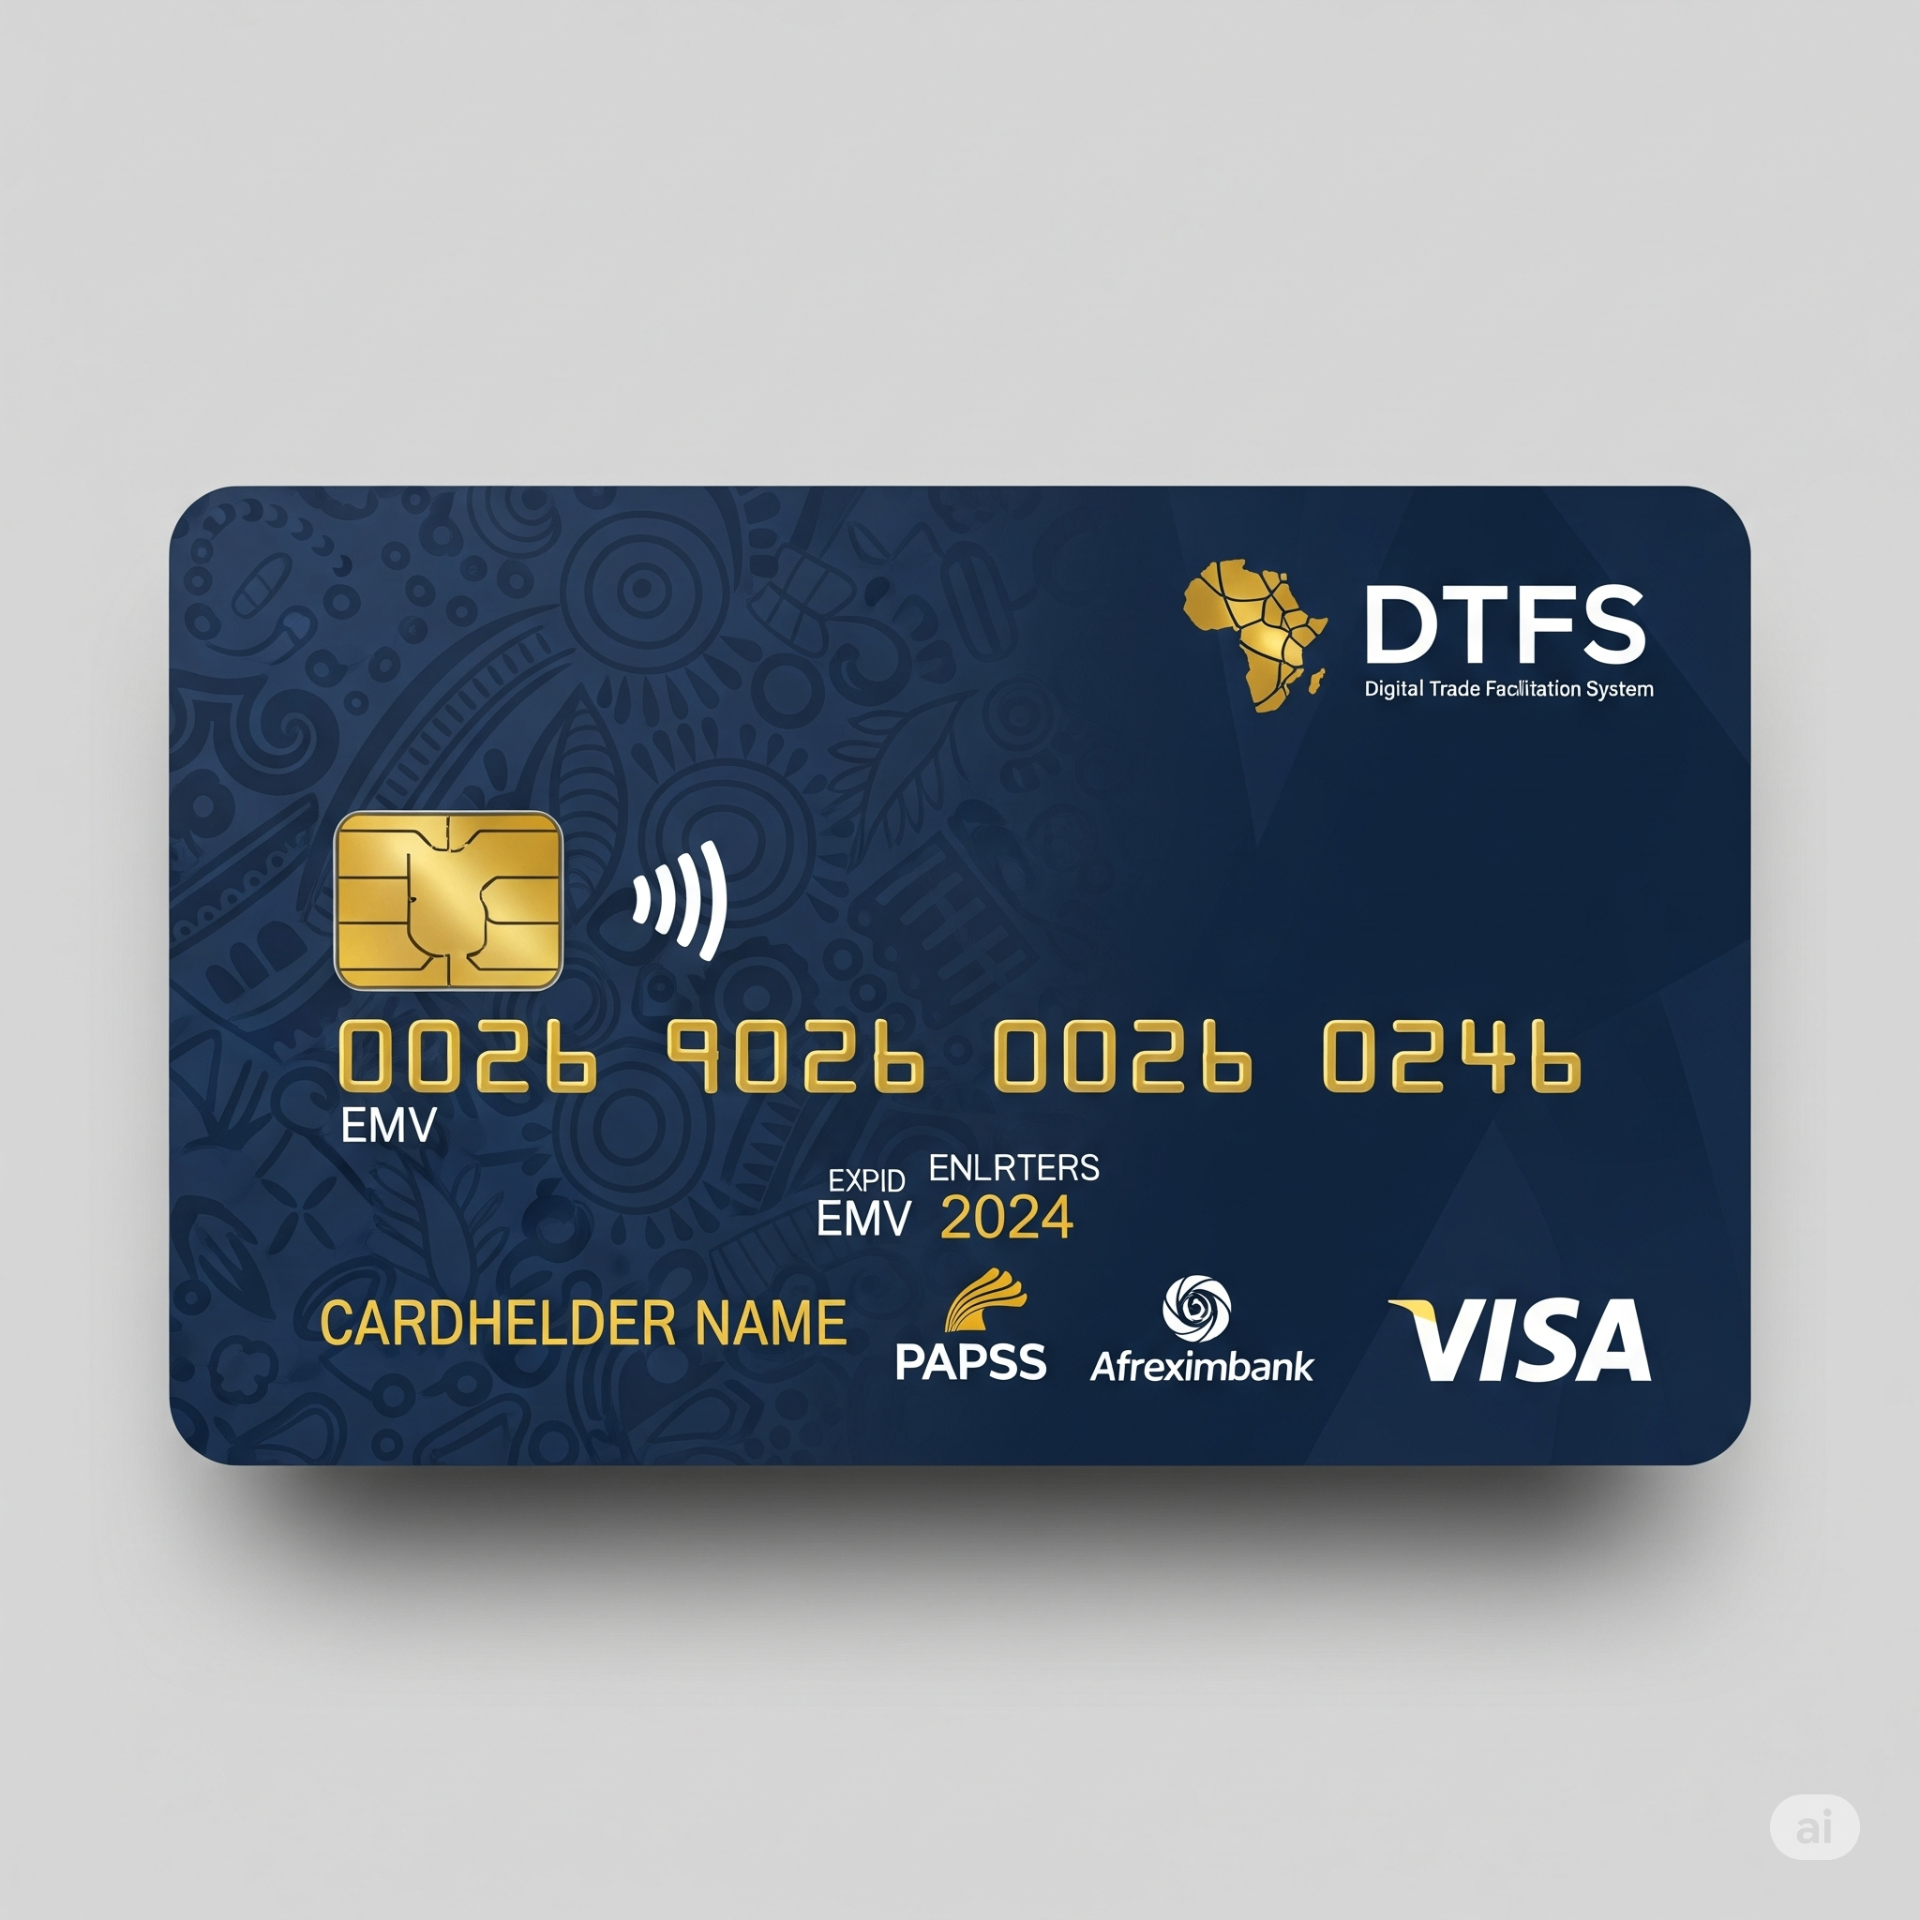 DTFS
Digital Trade Facilitation System
0026 9026 0026 0246
EMV
EXPID ENLRTERS
EMV 2024
CARDHELDER NAME
PAPSS
Afreximbank
VISA
ai